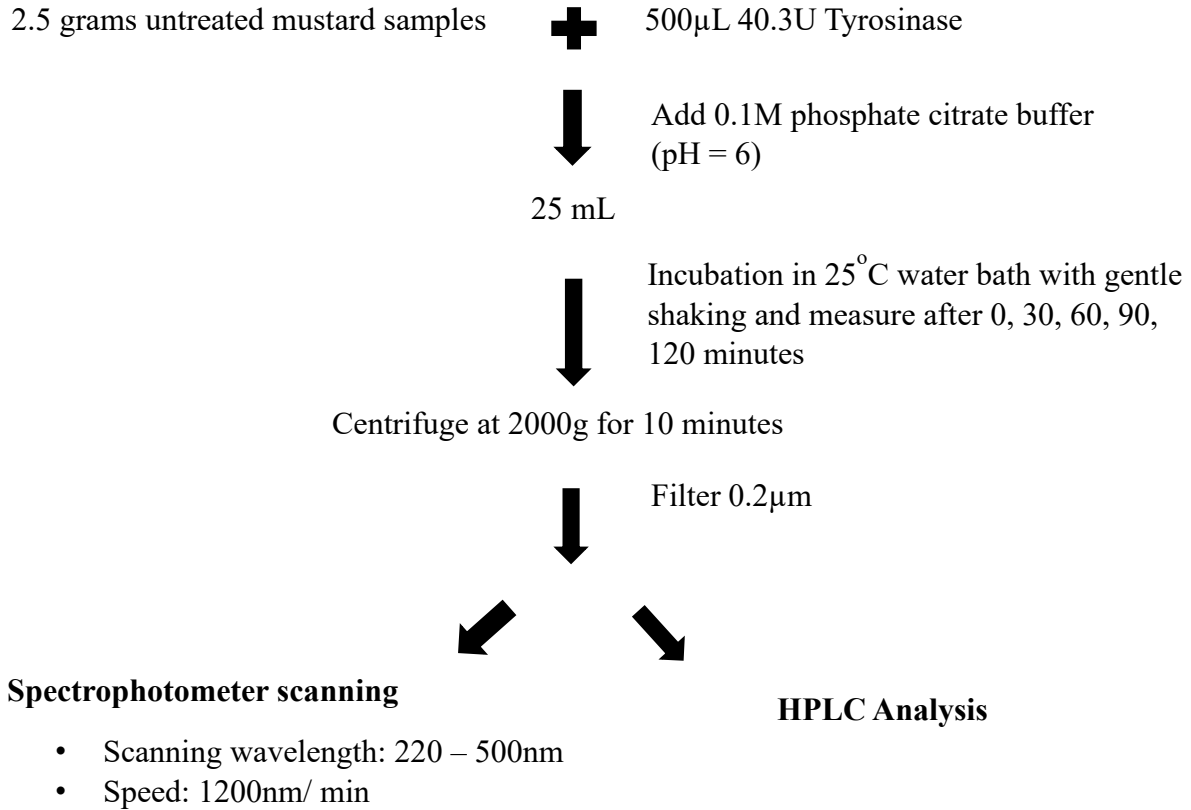 2.5 grams untreated mustard samples
500µL 40.3U Tyrosinase
Add 0.1M phosphate citrate buffer
(pH = 6)
25 mL
Incubation in 25°C water bath with gentle
shaking and measure after 0, 30, 60, 90,
120 minutes
Centrifuge at 2000g for 10 minutes
Filter 0.2µm
Spectrophotometer scanning
• Scanning wavelength: 220 – 500nm
• Speed: 1200nm/ min
HPLC Analysis